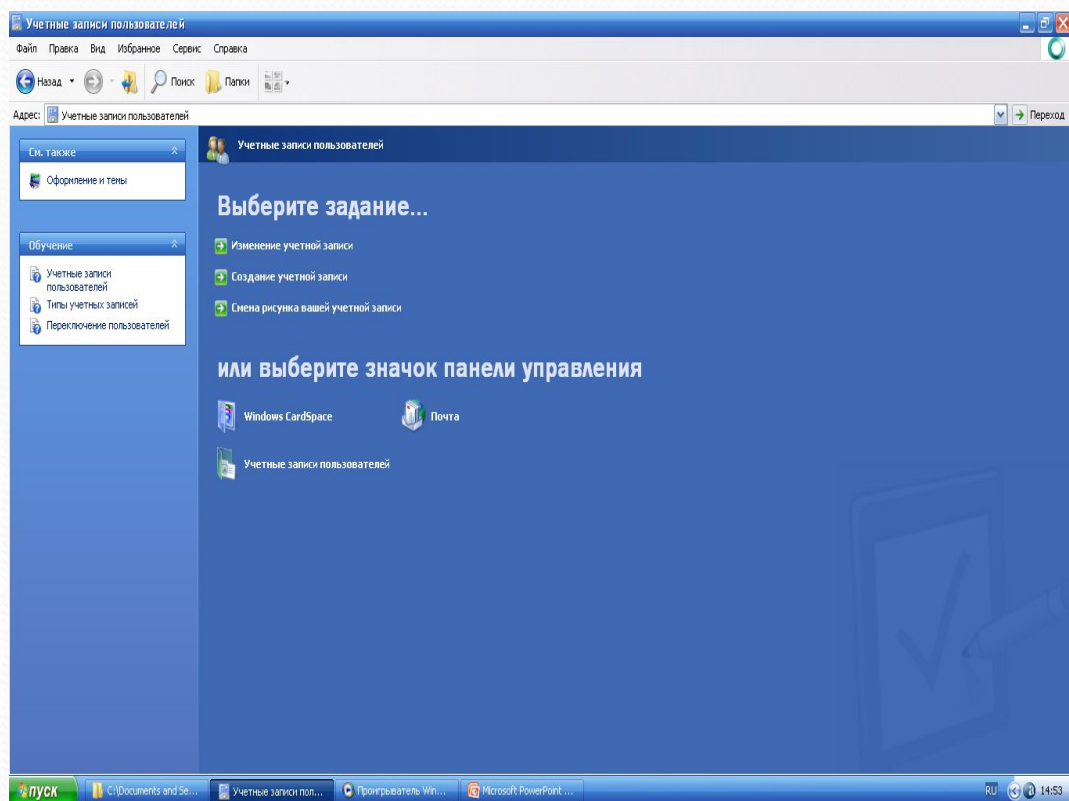 Учетные записи пользователей
Файл Правка Вид Избранное Сервис Справка
Назад Поиск Папки
Адрес: Учетные записи пользователей Переход
См. также
Оформление и темы
Обучение
Учетные записи
пользователей
Типы учетных записей
Переключение пользователей
Учетные записи пользователей
Выберите задание...
Изменение учетной записи
Создание учетной записи
Смена рисунка вашей учетной записи
или выберите значок панели управления
Windows CardSpace Почта
Учетные записи пользователей
пуск C:\Documents and Se... Учетные записи пол... Проигрыватель Win... Microsoft PowerPoint ... RU 14:53